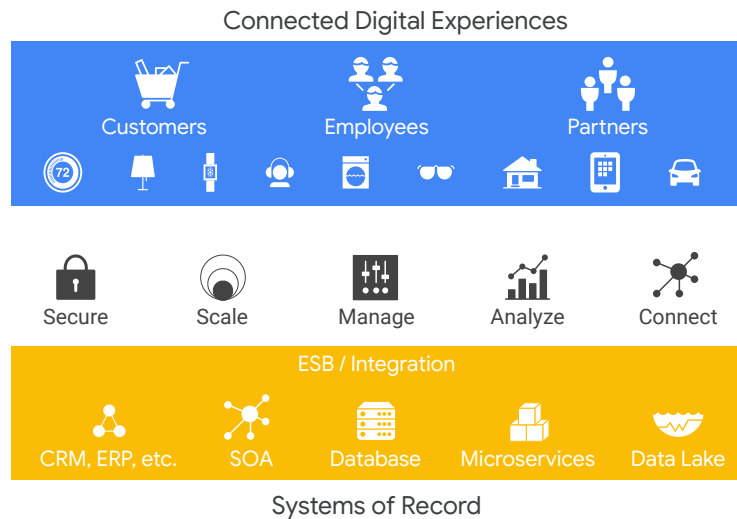 Connected Digital Experiences
Customers
Employees
Partners
72
Secure
Scale
Manage
Analyze
Connect
ESB / Integration
CRM, ERP, etc.
SOA
Database
Microservices
Data Lake
Systems of Record